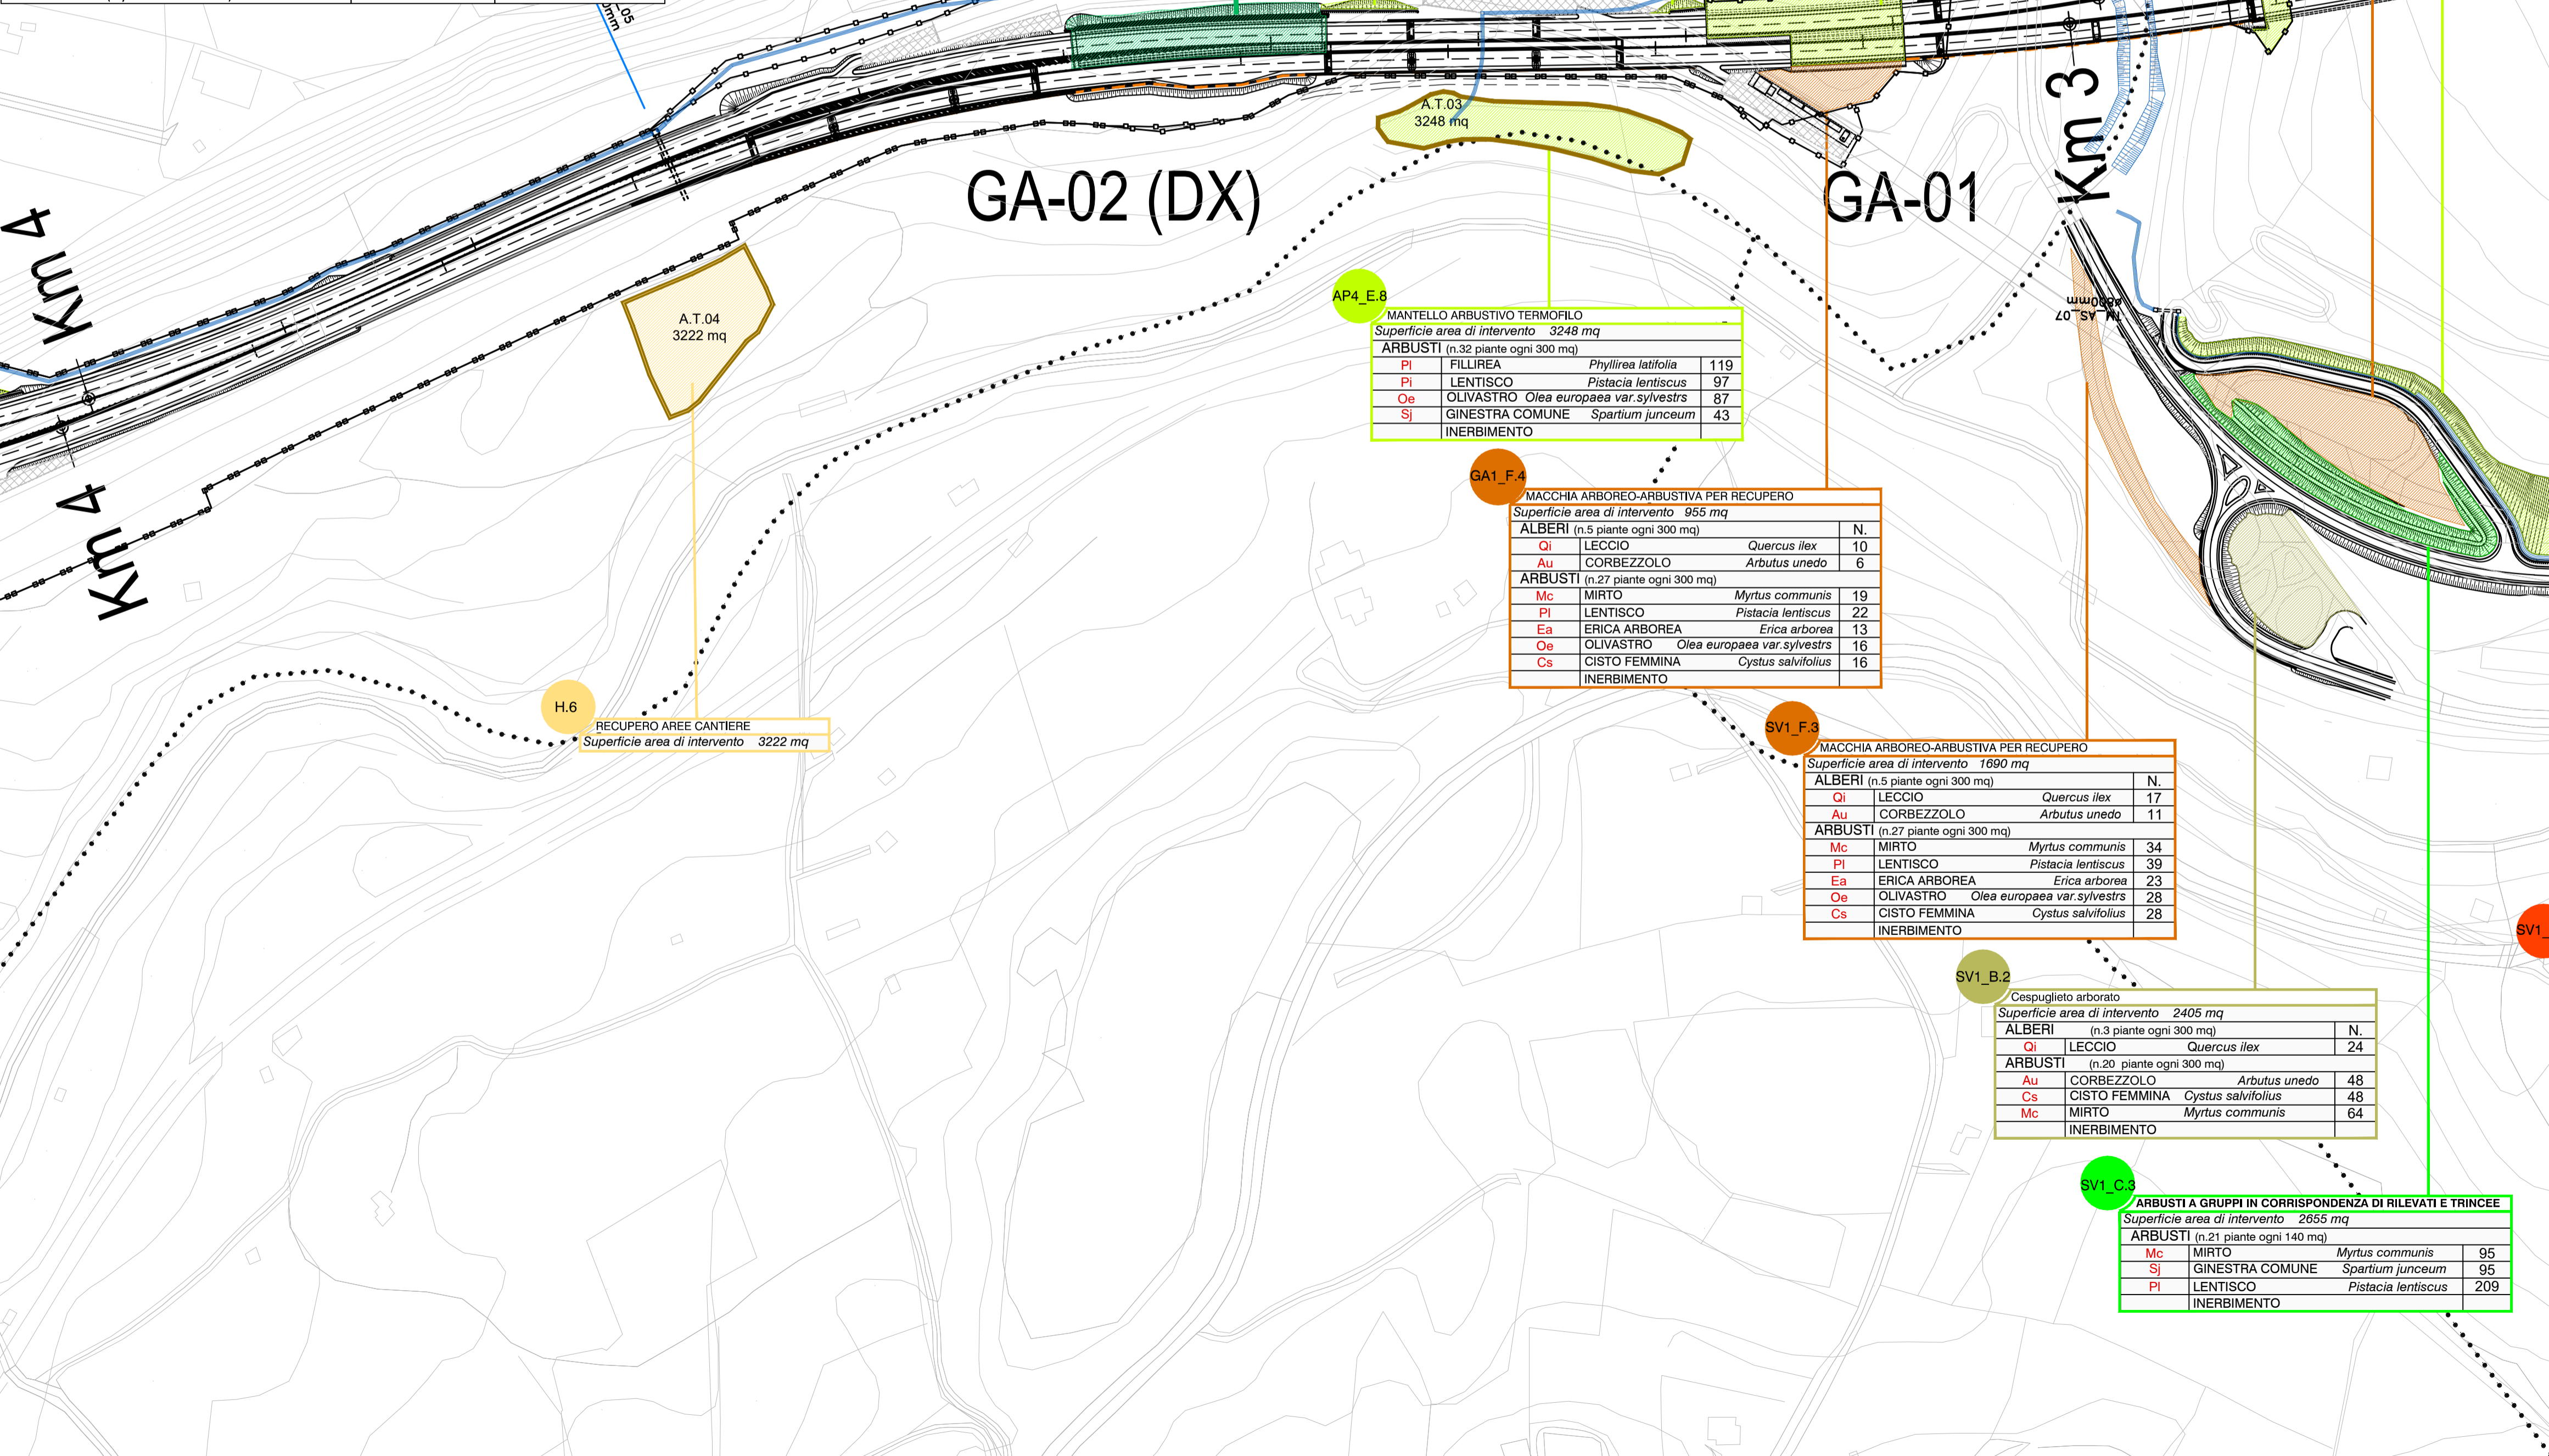 Km 4
Km 4
GA-02 (DX)
GA-01
Km 3
A.T.03
3248 mq
A.T.04
3222 mq
TM_AS_07
ø800mm
AP4_E.8
MANTELLO ARBUSTIVO TERMOFILO
Superficie area di intervento 3248 mq
ARBUSTI (n.32 piante ogni 300 mq)
Pl FILLIREA Phyllirea latifolia 119
Pi LENTISCO Pistacia lentiscus 97
Oe OLIVASTRO Olea europaea var.sylvestrs 87
Sj GINESTRA COMUNE Spartium junceum 43
INERBIMENTO
GA1_F.4
MACCHIA ARBOREO-ARBUSTIVA PER RECUPERO
Superficie area di intervento 955 mq
ALBERI (n.5 piante ogni 300 mq) N.
Qi LECCIO Quercus ilex 10
Au CORBEZZOLO Arbutus unedo 6
ARBUSTI (n.27 piante ogni 300 mq)
Mc MIRTO Myrtus communis 19
Pl LENTISCO Pistacia lentiscus 22
Ea ERICA ARBOREA Erica arborea 13
Oe OLIVASTRO Olea europaea var.sylvestrs 16
Cs CISTO FEMMINA Cystus salvifolius 16
INERBIMENTO
H.6
RECUPERO AREE CANTIERE
Superficie area di intervento 3222 mq
SV1_F.3
MACCHIA ARBOREO-ARBUSTIVA PER RECUPERO
Superficie area di intervento 1690 mq
ALBERI (n.5 piante ogni 300 mq) N.
Qi LECCIO Quercus ilex 17
Au CORBEZZOLO Arbutus unedo 11
ARBUSTI (n.27 piante ogni 300 mq)
Mc MIRTO Myrtus communis 34
Pl LENTISCO Pistacia lentiscus 39
Ea ERICA ARBOREA Erica arborea 23
Oe OLIVASTRO Olea europaea var.sylvestrs 28
Cs CISTO FEMMINA Cystus salvifolius 28
INERBIMENTO
SV1_
SV1_B.2
Cespuglieto arborato
Superficie area di intervento 2405 mq
ALBERI (n.3 piante ogni 300 mq) N.
Qi LECCIO Quercus ilex 24
ARBUSTI (n.20 piante ogni 300 mq)
Au CORBEZZOLO Arbutus unedo 48
Cs CISTO FEMMINA Cystus salvifolius 48
Mc MIRTO Myrtus communis 64
INERBIMENTO
SV1_C.3
ARBUSTI A GRUPPI IN CORRISPONDENZA DI RILEVATI E TRINCEE
Superficie area di intervento 2655 mq
ARBUSTI (n.21 piante ogni 140 mq)
Mc MIRTO Myrtus communis 95
Sj GINESTRA COMUNE Spartium junceum 95
Pl LENTISCO Pistacia lentiscus 209
INERBIMENTO